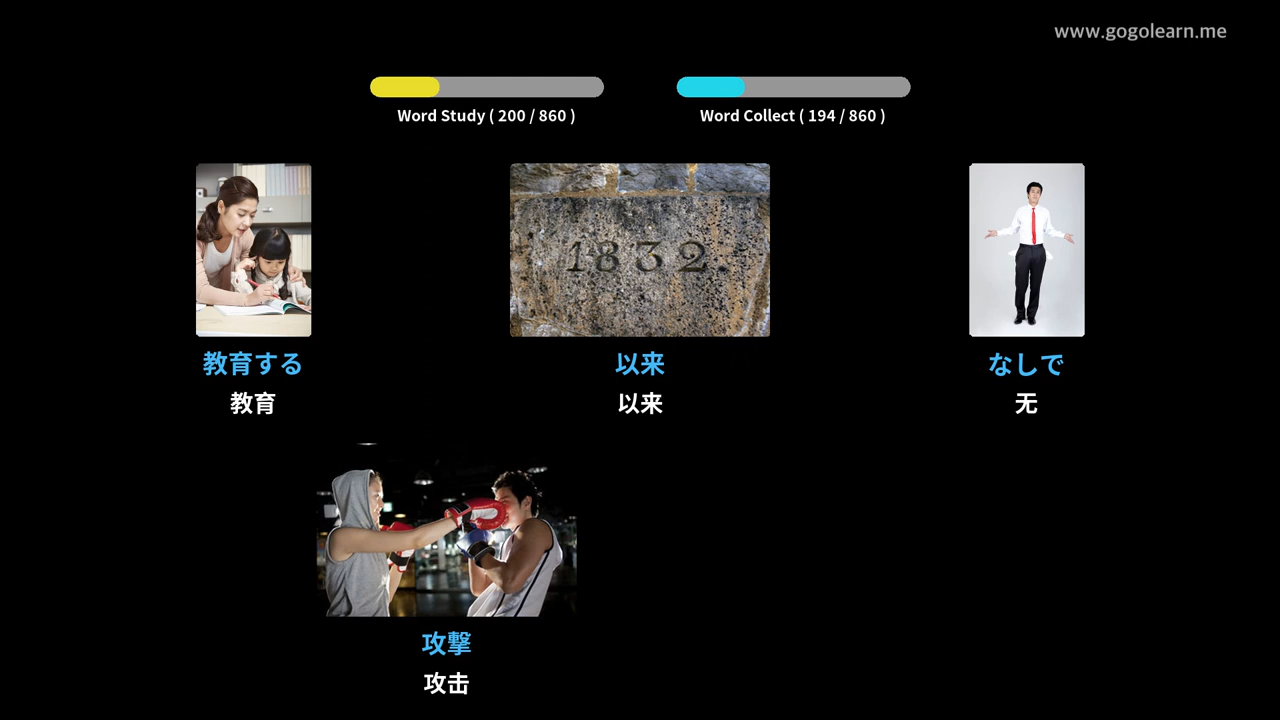 www.gogolearn.me
Word Study ( 200 / 860 )
Word Collect ( 194 / 860 )
1832.
教育する
教育
以来
以来
なしで
无
攻撃
攻击